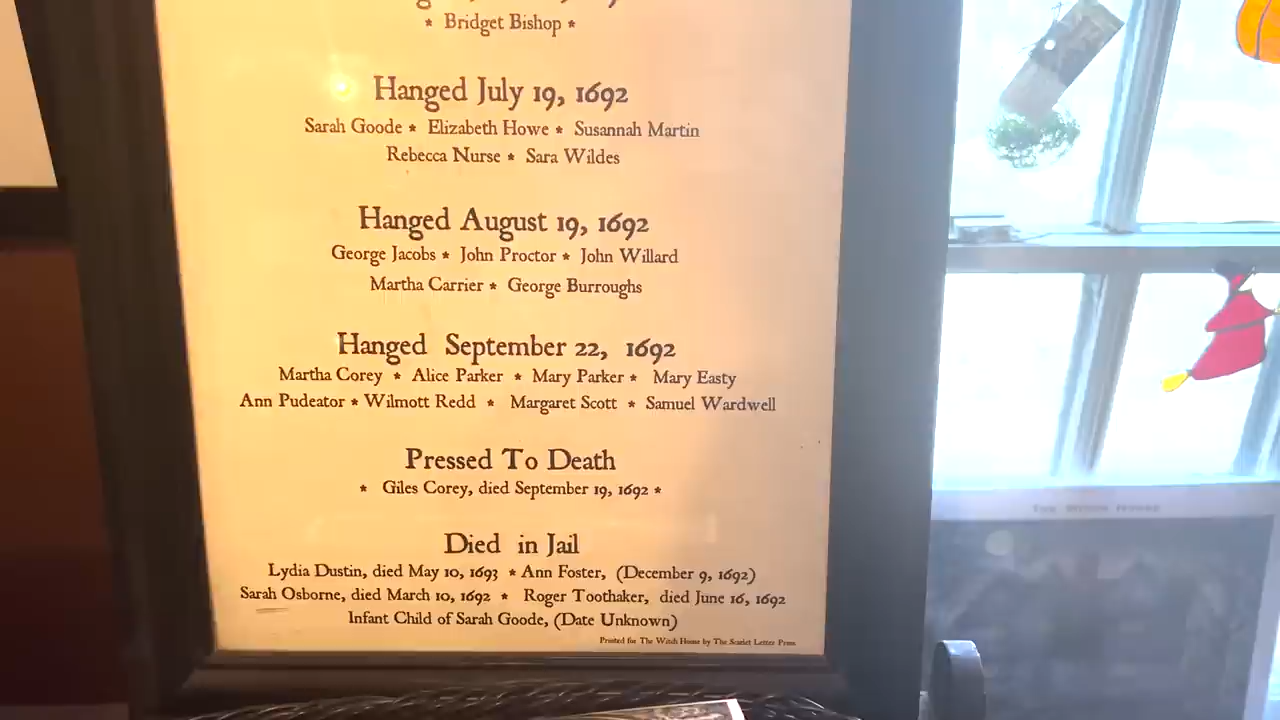 * Bridget Bishop *
Hanged July 19, 1692
Sarah Goode * Elizabeth Howe * Susannah Martin
Rebecca Nurse * Sara Wildes
Hanged August 19, 1692
George Jacobs * John Proctor * John Willard
Martha Carrier * George Burroughs
Hanged September 22, 1692
Martha Corey * Alice Parker * Mary Parker * Mary Easty
Ann Pudeator * Wilmott Redd * Margaret Scott * Samuel Wardwell
Pressed To Death
* Giles Corey, died September 19, 1692 *
Died in Jail
Lydia Dustin, died May 10, 1693 * Ann Foster, (December 9, 1692)
Sarah Osborne, died March 10, 1692 * Roger Toothaker, died June 16, 1692
Infant Child of Sarah Goode, (Date Unknown)
Printed for The Witch House by The Scarlet Letter Press
THE WITCH HOUSE